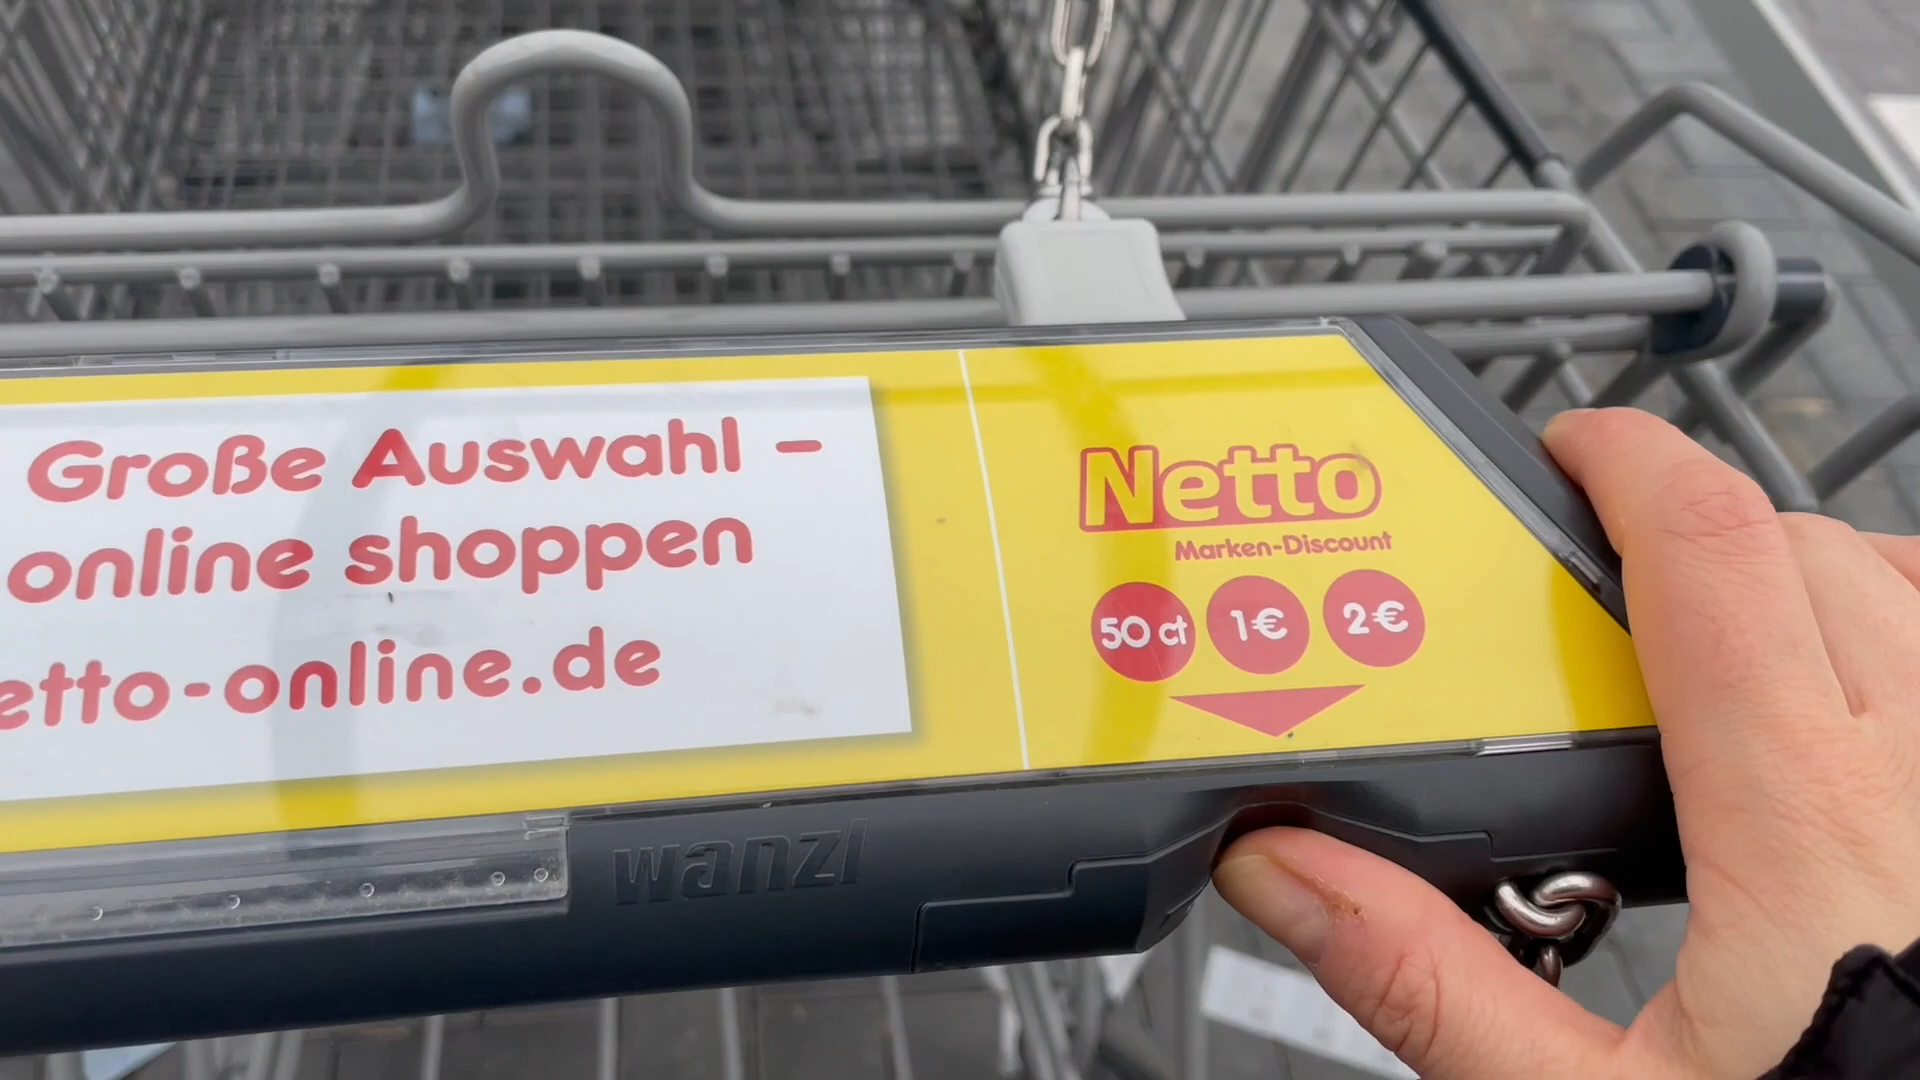 Große Auswahl –
online shoppen
etto-online.de
Netto
Marken-Discount
50 ct 1€ 2€
wanzl